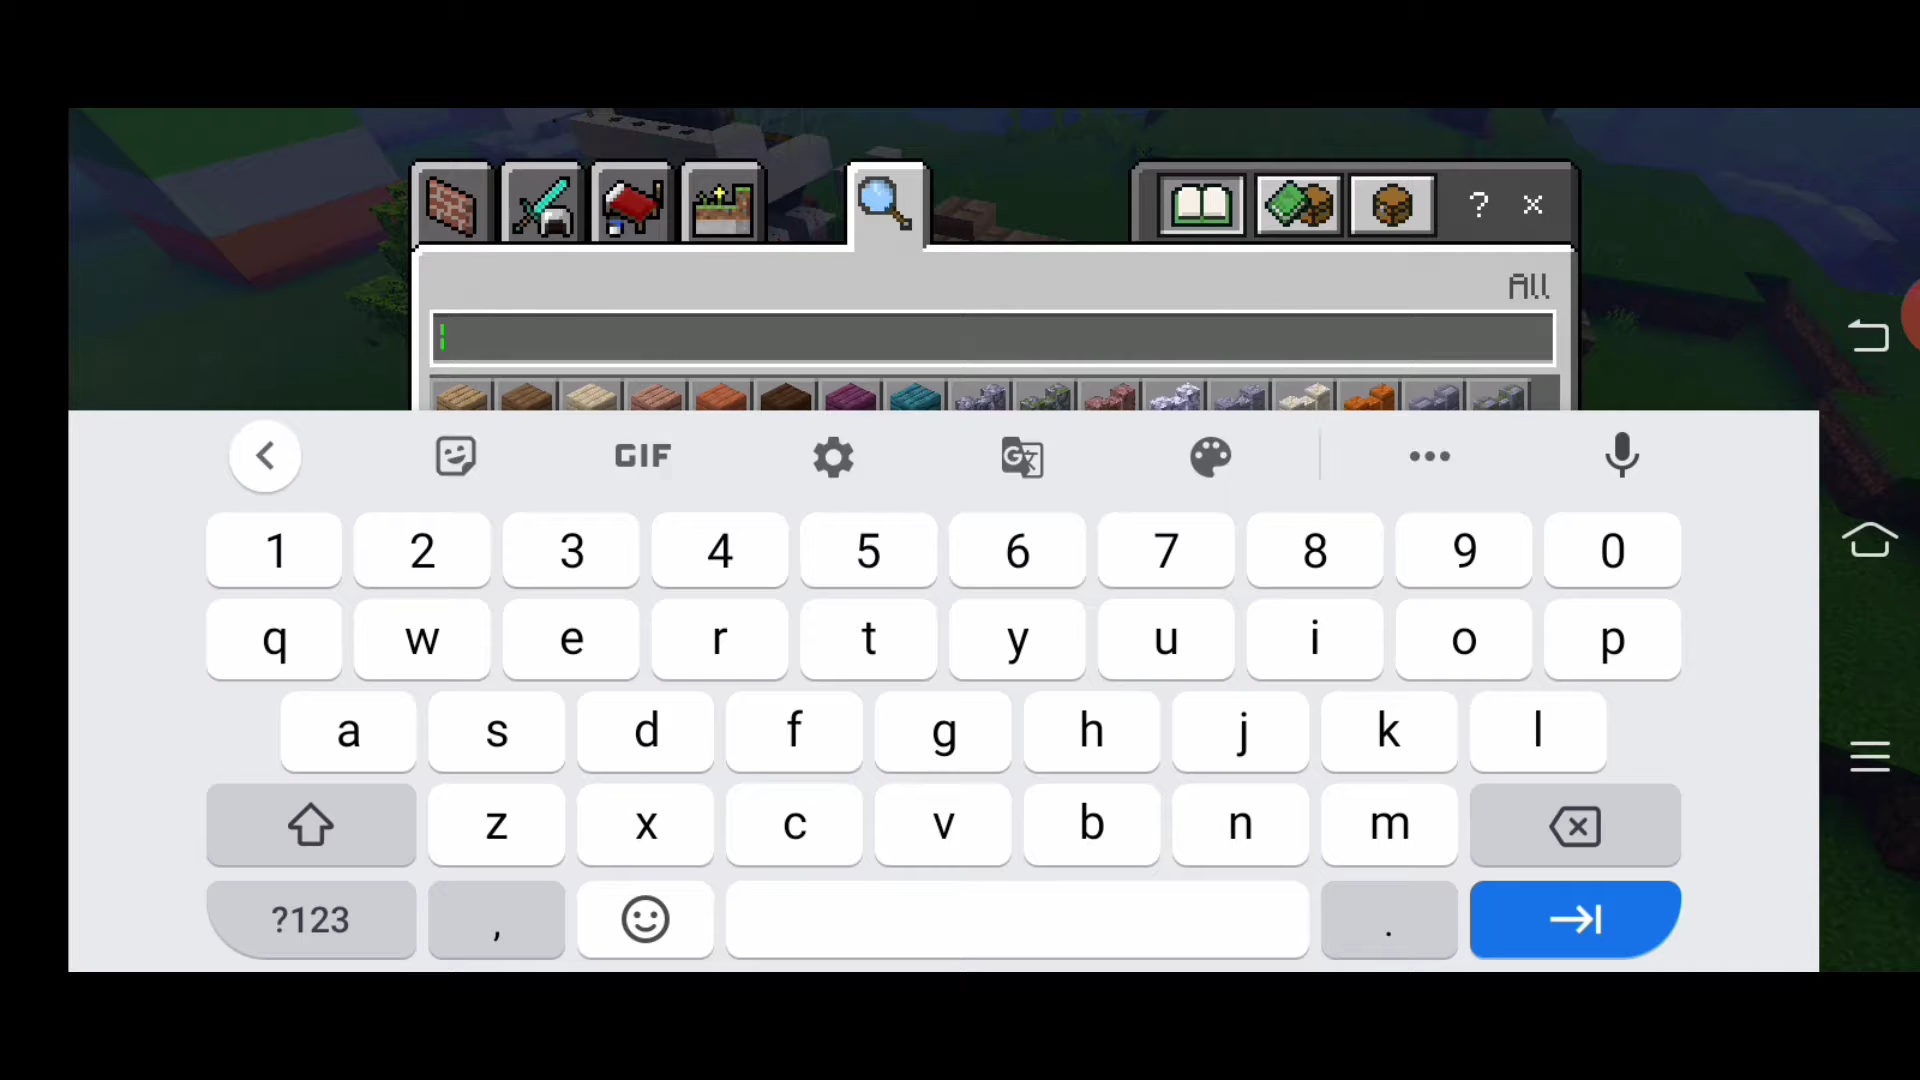 ? ×
All
GIF
1 2 3 4 5 6 7 8 9 0
q w e r t y u i o p
a s d f g h j k l
z x c v b n m
?123 , .